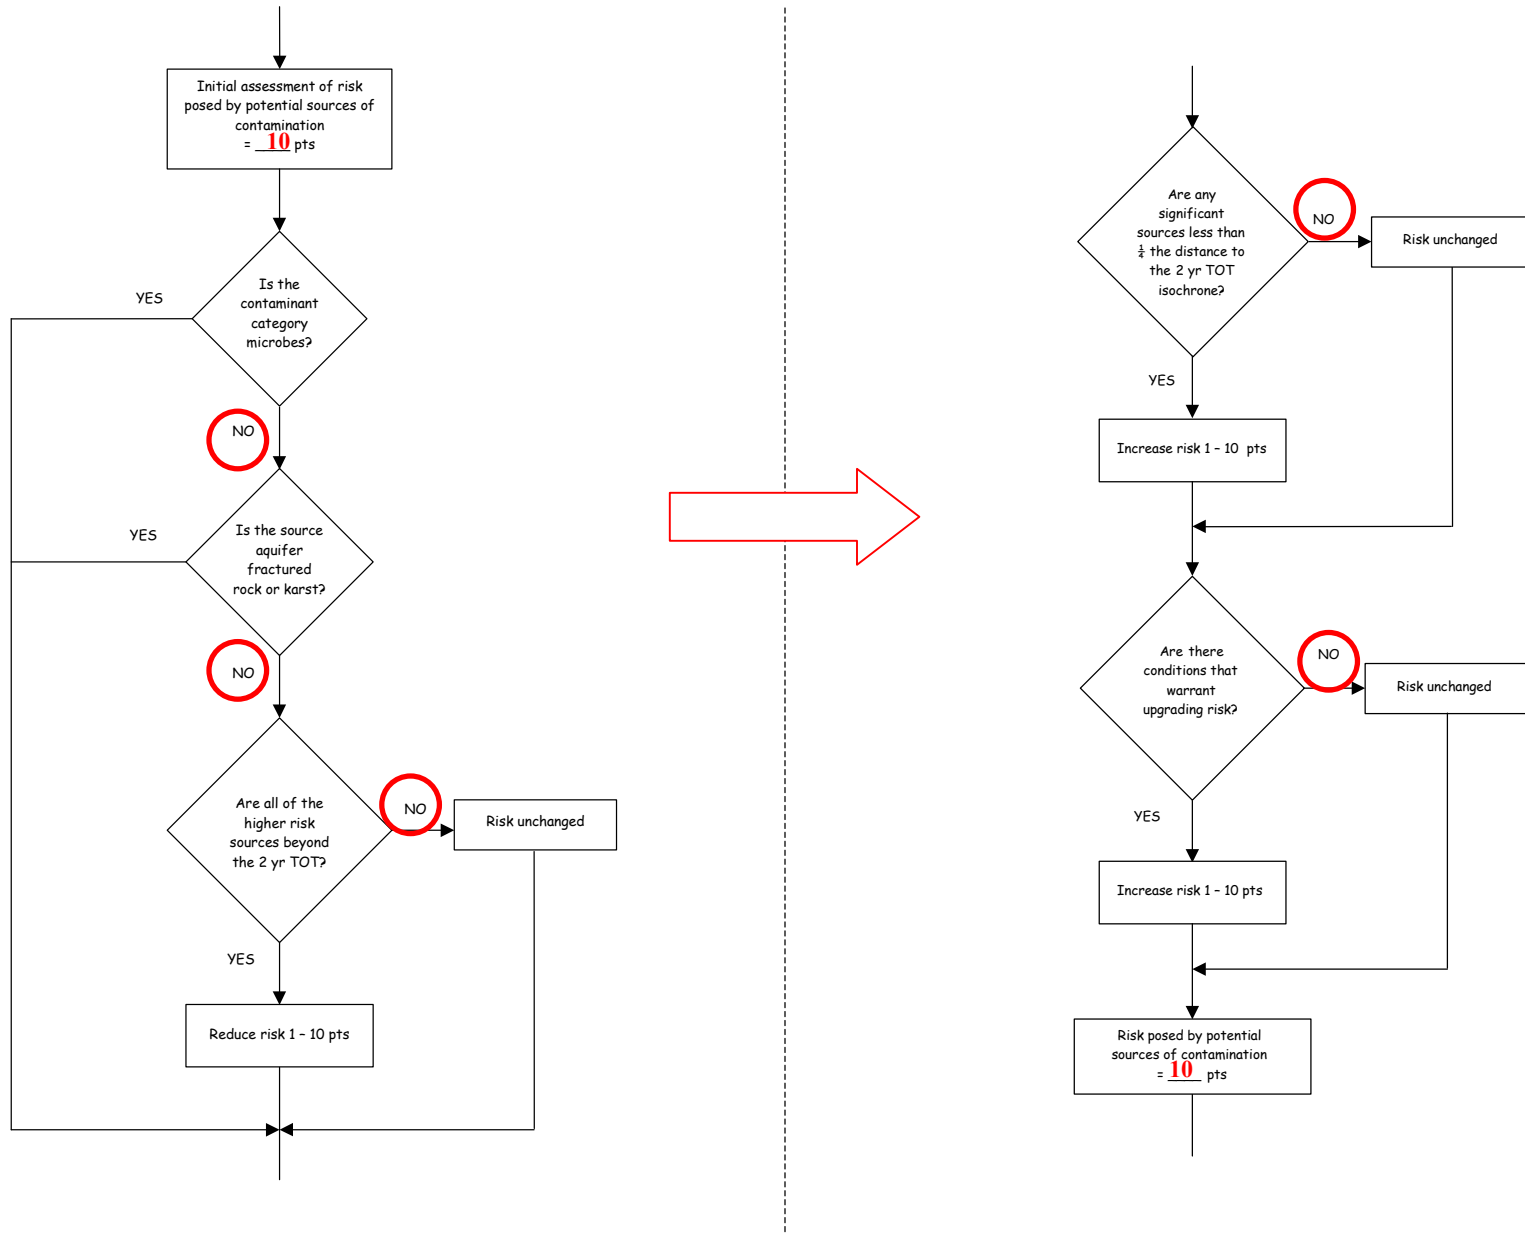 Initial assessment of risk
posed by potential sources of
contamination
= 10 pts
Is the
contaminant
category
microbes?
YES
NO
Is the source
aquifer
fractured
rock or karst?
YES
NO
Are all of the
higher risk
sources beyond
the 2 yr TOT?
NO
Risk unchanged
YES
Reduce risk 1 – 10 pts
Are any
significant
sources less than
¼ the distance to
the 2 yr TOT
isochrone?
NO
Risk unchanged
YES
Increase risk 1 – 10 pts
Are there
conditions that
warrant
upgrading risk?
NO
Risk unchanged
YES
Increase risk 1 – 10 pts
Risk posed by potential
sources of contamination
= 10 pts